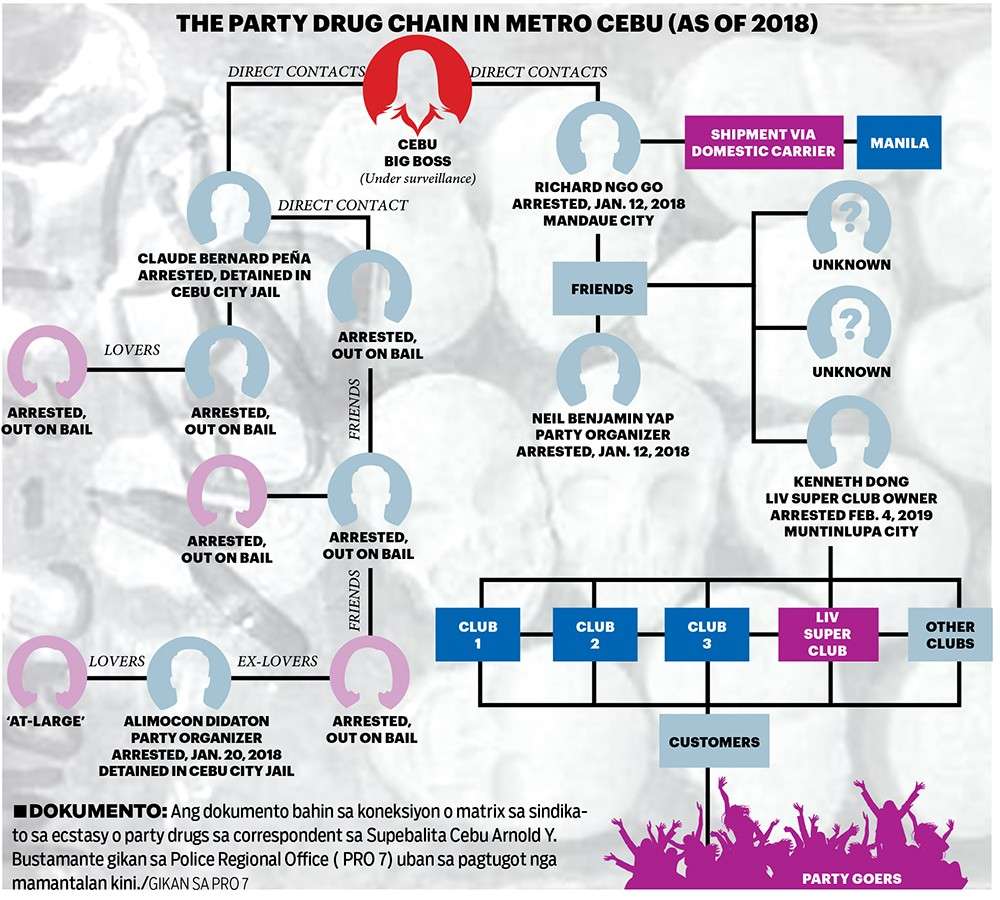 THE PARTY DRUG CHAIN IN METRO CEBU (AS OF 2018)
DIRECT CONTACTS
DIRECT CONTACTS
CEBU
BIG BOSS
(Under surveillance)
RICHARD NGO GO
ARRESTED, JAN. 12, 2018
MANDAUE CITY
SHIPMENT VIA
DOMESTIC CARRIER
MANILA
DIRECT CONTACT
CLAUDE BERNARD PEÑA
ARRESTED, DETAINED IN
CEBU CITY JAIL
ARRESTED,
OUT ON BAIL
LOVERS
ARRESTED,
OUT ON BAIL
ARRESTED,
OUT ON BAIL
FRIENDS
ARRESTED,
OUT ON BAIL
ARRESTED,
OUT ON BAIL
FRIENDS
LOVERS
EX-LOVERS
'AT-LARGE'
ALIMOCON DIDATON
PARTY ORGANIZER
ARRESTED, JAN. 20, 2018
DETAINED IN CEBU CITY JAIL
ARRESTED,
OUT ON BAIL
FRIENDS
?
UNKNOWN
?
UNKNOWN
NEIL BENJAMIN YAP
PARTY ORGANIZER
ARRESTED, JAN. 12, 2018
KENNETH DONG
LIV SUPER CLUB OWNER
ARRESTED FEB. 4, 2019
MUNTINLUPA CITY
CLUB
1
CLUB
2
CLUB
3
LIV
SUPER
CLUB
OTHER
CLUBS
CUSTOMERS
PARTY GOERS
■DOKUMENTO: Ang dokumento bahin sa koneksiyon o matrix sa sindika-
to sa ecstasy o party drugs sa correspondent sa Supebalita Cebu Arnold Y.
Bustamante gikan sa Police Regional Office ( PRO 7) uban sa pagtugot nga
mamantalan kini./GIKAN SA PRO 7